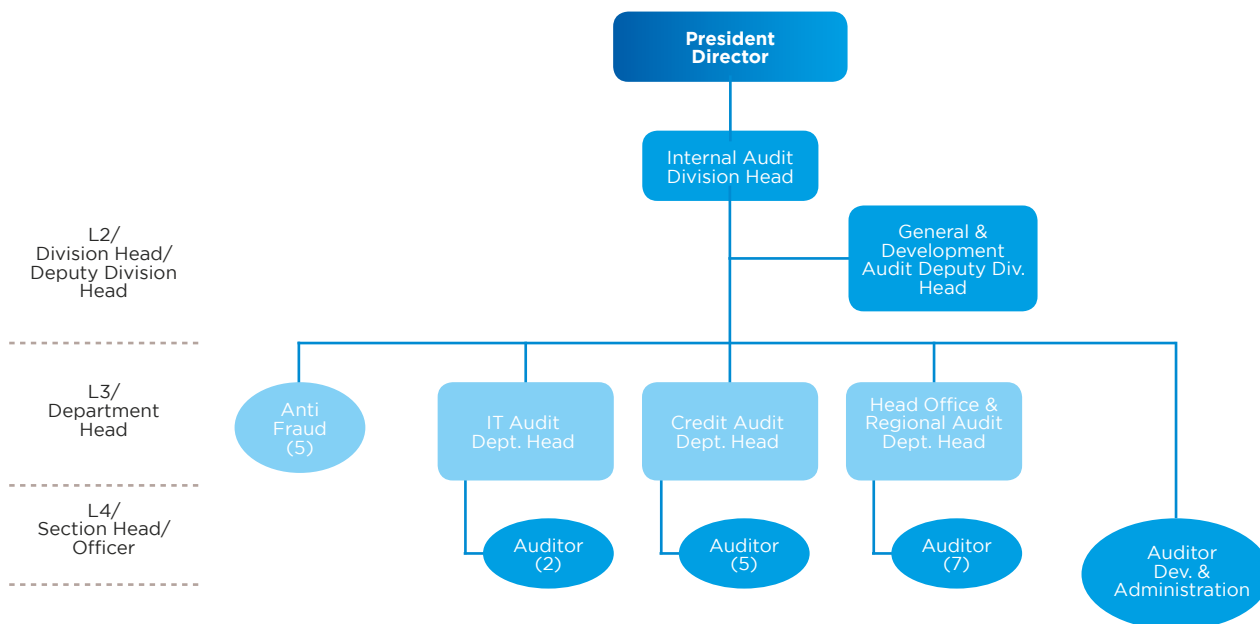 President
Director
Internal Audit
Division Head
L2/
Division Head/
Deputy Division
Head
General &
Development
Audit Deputy Div.
Head
L3/
Department
Head
Anti
Fraud
(5)
IT Audit
Dept. Head
Credit Audit
Dept. Head
Head Office &
Regional Audit
Dept. Head
L4/
Section Head/
Officer
Auditor
(2)
Auditor
(5)
Auditor
(7)
Auditor
Dev. &
Administration